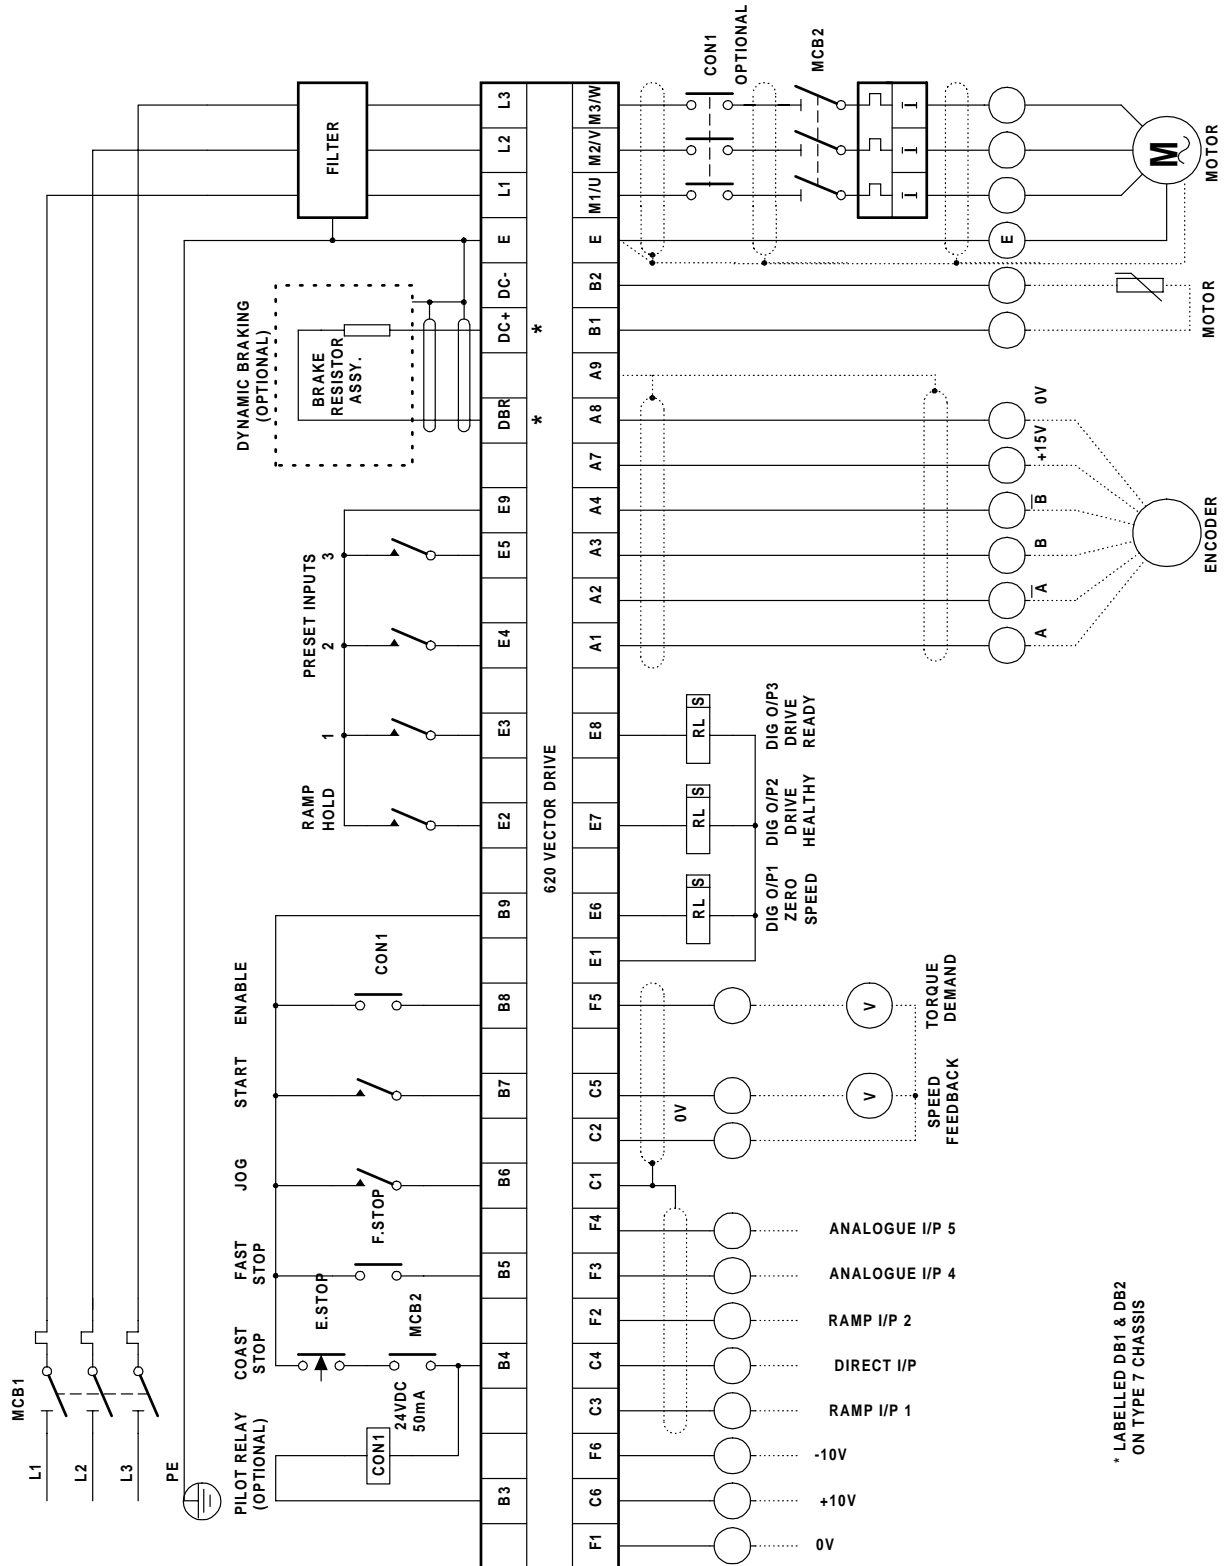 MCB1
L1
L2
L3
PE
FILTER
L3
L2
L1
E
DC-
DC+
DBR
E9
E5
E4
E3
E2
B9
B8
B7
B6
B5
B4
B3
DYNAMIC BRAKING
(OPTIONAL)
BRAKE
RESISTOR
ASSY.
*
*
PRESET INPUTS
3
2
1
RAMP
HOLD
ENABLE
CON1
START
JOG
FAST
STOP
F.STOP
COAST
STOP
E.STOP
MCB2
24VDC
50mA
PILOT RELAY
(OPTIONAL)
CON1
620 VECTOR DRIVE
M3/W
M2/V
M1/U
E
B2
B1
A9
A8
A7
A4
A3
A2
A1
E8
E7
E6
E1
F5
C5
C2
C1
F4
F3
F2
C4
C3
F6
C6
F1
CON1
OPTIONAL
MCB2
I
I
I
E
M
MOTOR
MOTOR
0V
+15V
B
B
A
A
ENCODER
RL S
RL S
RL S
DIG O/P3
DRIVE
READY
DIG O/P2
DRIVE
HEALTHY
DIG O/P1
ZERO
SPEED
0V
V
V
TORQUE
DEMAND
SPEED
FEEDBACK
ANALOGUE I/P 5
ANALOGUE I/P 4
RAMP I/P 2
DIRECT I/P
RAMP I/P 1
-10V
+10V
0V
* LABELLED DB1 & DB2
ON TYPE 7 CHASSIS